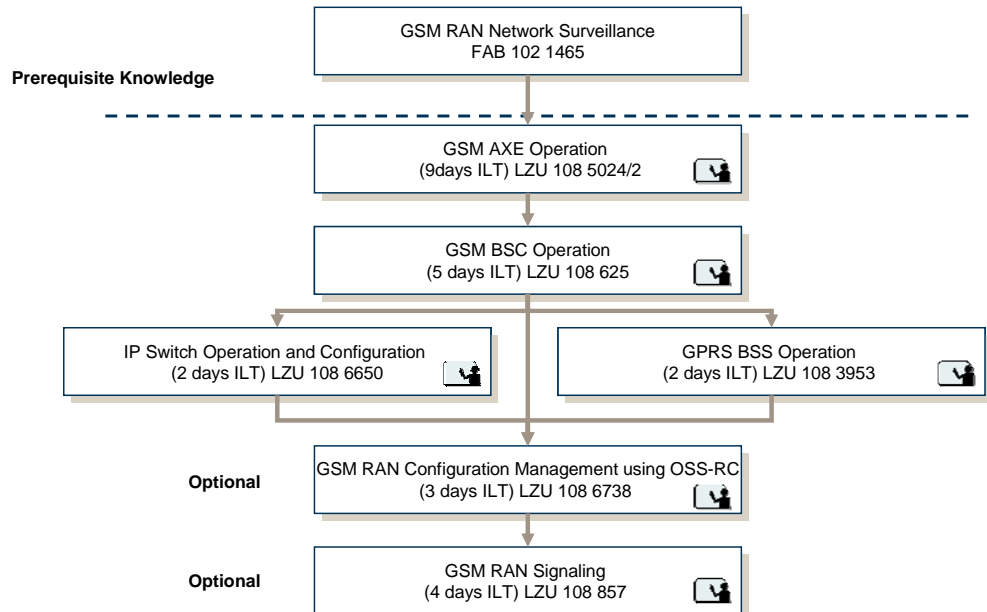 GSM RAN Network Surveillance
FAB 102 1465
Prerequisite Knowledge
GSM AXE Operation
(9days ILT) LZU 108 5024/2
GSM BSC Operation
(5 days ILT) LZU 108 625
IP Switch Operation and Configuration
(2 days ILT) LZU 108 6650
GPRS BSS Operation
(2 days ILT) LZU 108 3953
Optional
GSM RAN Configuration Management using OSS-RC
(3 days ILT) LZU 108 6738
Optional
GSM RAN Signaling
(4 days ILT) LZU 108 857